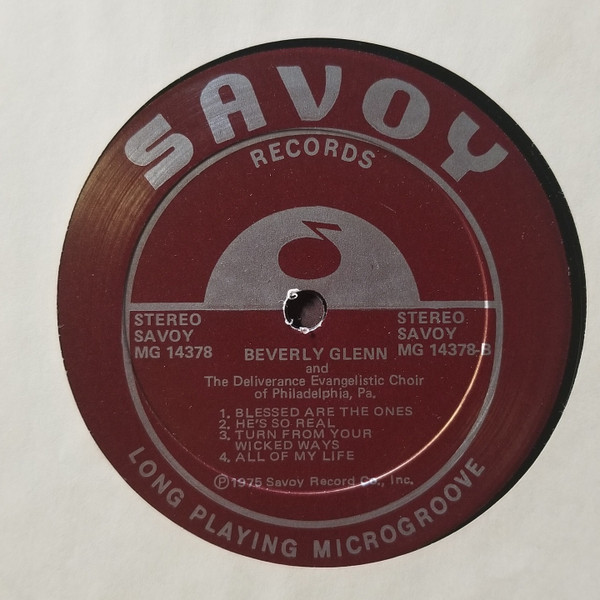 SAVOY
RECORDS
STEREO
SAVOY
MG 14378
STEREO
SAVOY
MG 14378-B
BEVERLY GLENN
and
The Deliverance Evangelistic Choir
of Philadelphia, Pa.
1. BLESSED ARE THE ONES
2. HE'S SO REAL
3. TURN FROM YOUR
WICKED WAYS
4. ALL OF MY LIFE
Ⓟ1975 Savoy Record Co., Inc.
LONG PLAYING MICROGROOVE